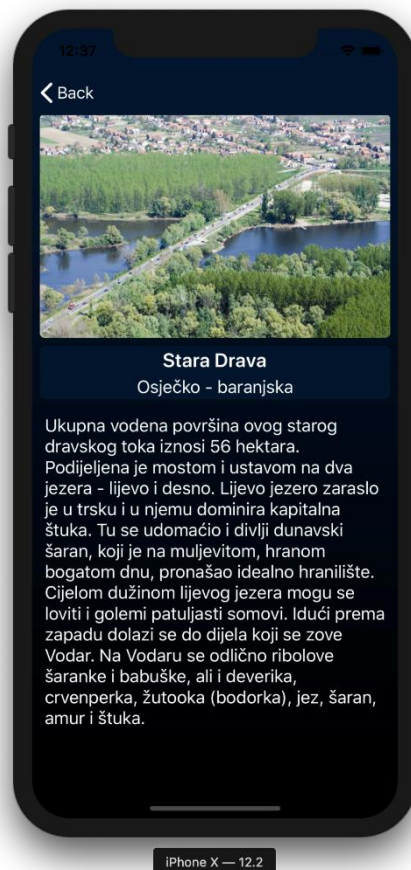 12:37
Back
Stara Drava
Osječko - baranjska
Ukupna vodena površina ovog starog
dravskog toka iznosi 56 hektara.
Podijeljena je mostom i ustavom na dva
jezera - lijevo i desno. Lijevo jezero zaraslo
je u trsku i u njemu dominira kapitalna
štuka. Tu se udomaćio i divlji dunavski
šaran, koji je na muljevitom, hranom
bogatom dnu, pronašao idealno hranilište.
Cijelom dužinom lijevog jezera mogu se
loviti i golemi patuljasti somovi. Idući prema
zapadu dolazi se do dijela koji se zove
Vodar. Na Vodaru se odlično ribolove
šaranke i babuške, ali i deverika,
crvenperka, žutooka (bodorka), jez, šaran,
amur i štuka.
iPhone X — 12.2